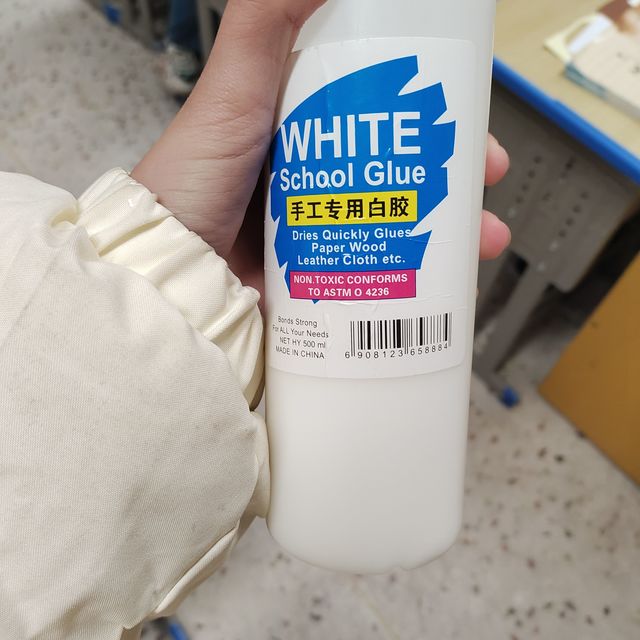 WHITE
School Glue
手工专用白胶
Dries Quickly Glues
Paper Wood
Leather Cloth etc.
NON.TOXIC CONFORMS
TO ASTM O 4236
Bonds Strong
For ALL Your Needs
NET HY 500 ml
MADE IN CHINA
6 908123 658884